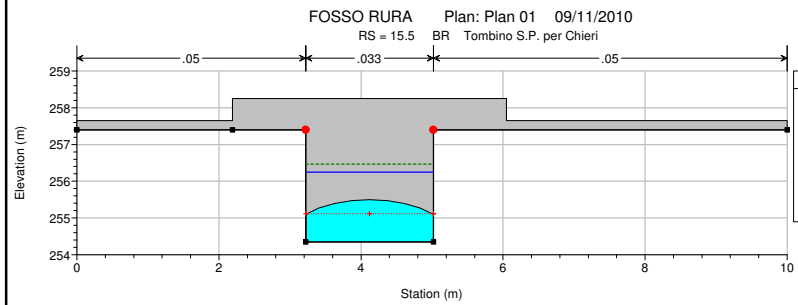 FOSSO RURA Plan: Plan 01 09/11/2010
RS = 15.5 BR Tombino S.P. per Chieri
.05 .033 .05
259
258
257
256
255
254
Elevation (m)
0 2 4 6 8 10
Station (m)